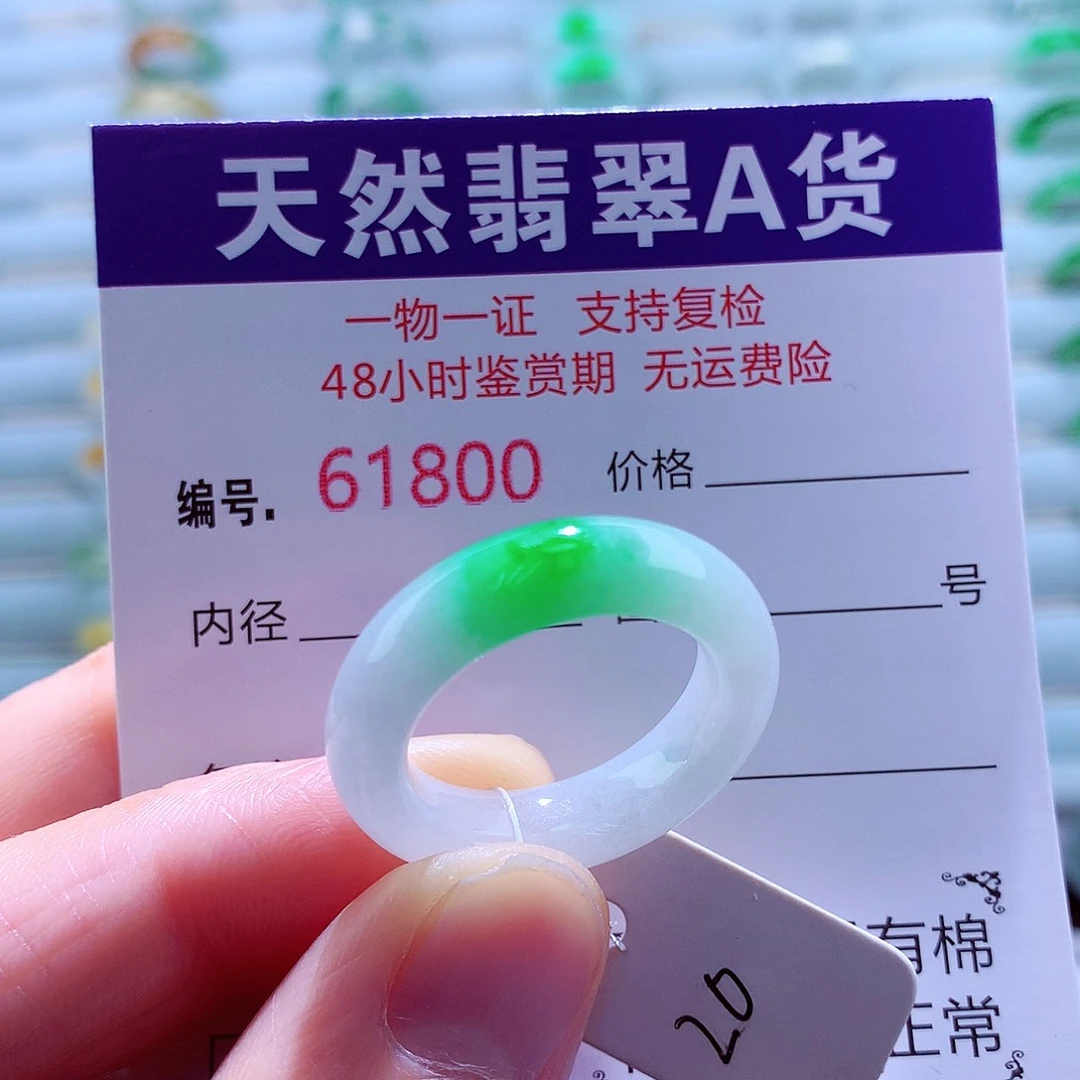 天然翡翠A货
一物一证 支持复检
48小时鉴赏期 无运费险
编号. 61800 价格
内径 号
有棉
正常
20